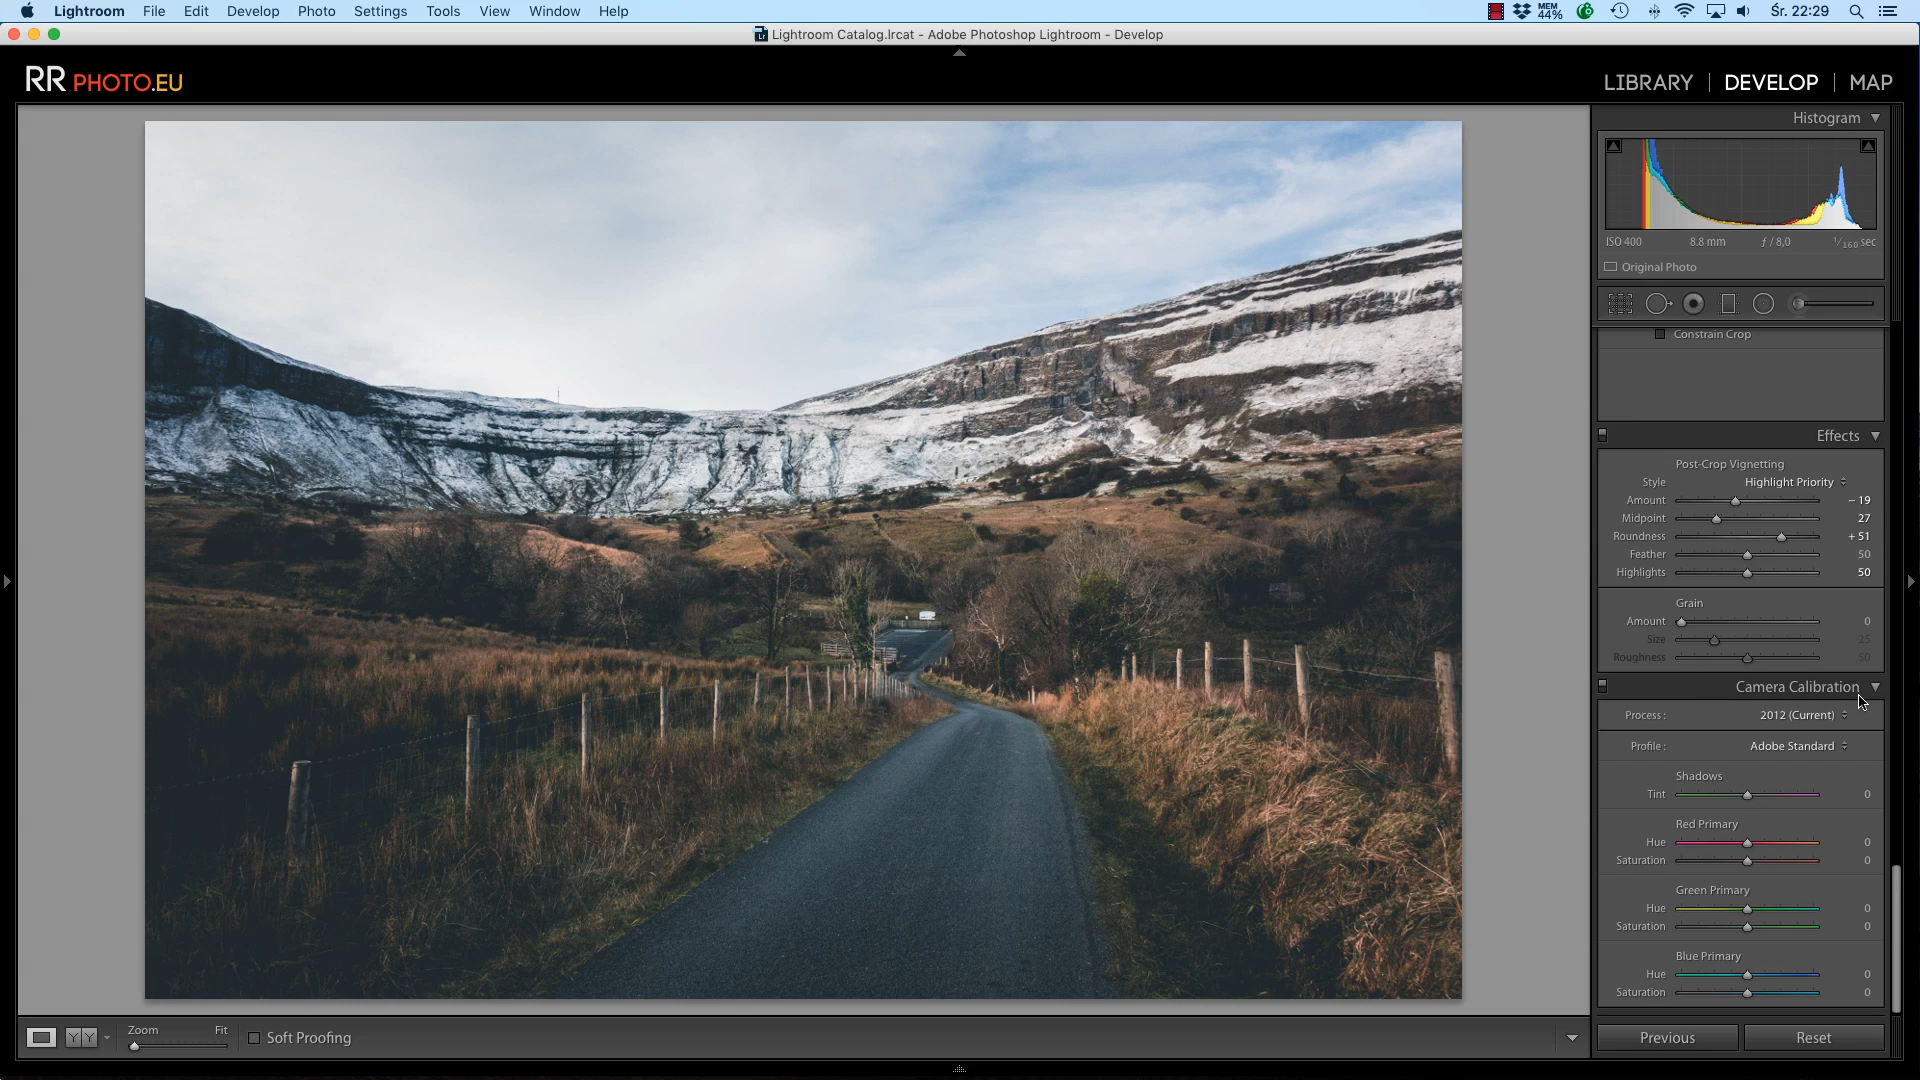 Lightroom File Edit Develop Photo Settings Tools View Window Help MEM 44% Śr. 22:29
Lightroom Catalog.lrcat - Adobe Photoshop Lightroom - Develop
RR PHOTO.EU
LIBRARY | DEVELOP | MAP
Histogram
ISO 400 8.8 mm ƒ / 8,0 1/160 sec
Original Photo
Constrain Crop
Effects
Post-Crop Vignetting
Style Highlight Priority
Amount – 19
Midpoint 27
Roundness + 51
Feather 50
Highlights 50
Grain
Amount 0
Size 25
Roughness 50
Camera Calibration
Process : 2012 (Current)
Profile : Adobe Standard
Shadows
Tint 0
Red Primary
Hue 0
Saturation 0
Green Primary
Hue 0
Saturation 0
Blue Primary
Hue 0
Saturation 0
YY Zoom Fit Soft Proofing
Previous Reset